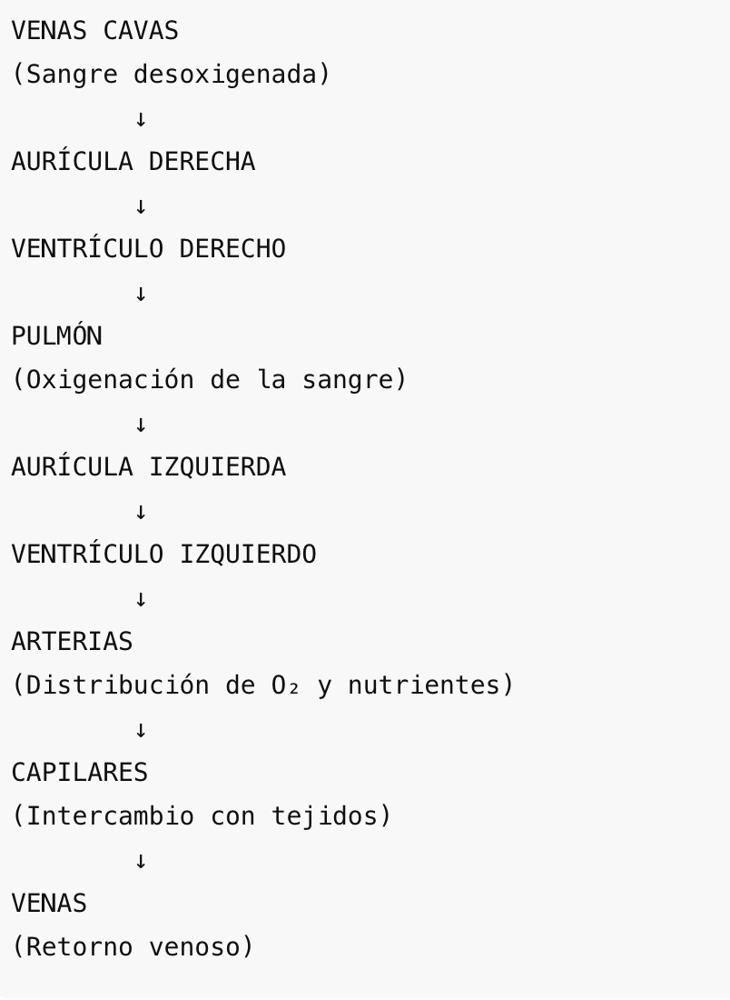 VENAS CAVAS
(Sangre desoxigenada)
↓
AURÍCULA DERECHA
↓
VENTRÍCULO DERECHO
↓
PULMÓN
(Oxigenación de la sangre)
↓
AURÍCULA IZQUIERDA
↓
VENTRÍCULO IZQUIERDO
↓
ARTERIAS
(Distribución de O₂ y nutrientes)
↓
CAPILARES
(Intercambio con tejidos)
↓
VENAS
(Retorno venoso)